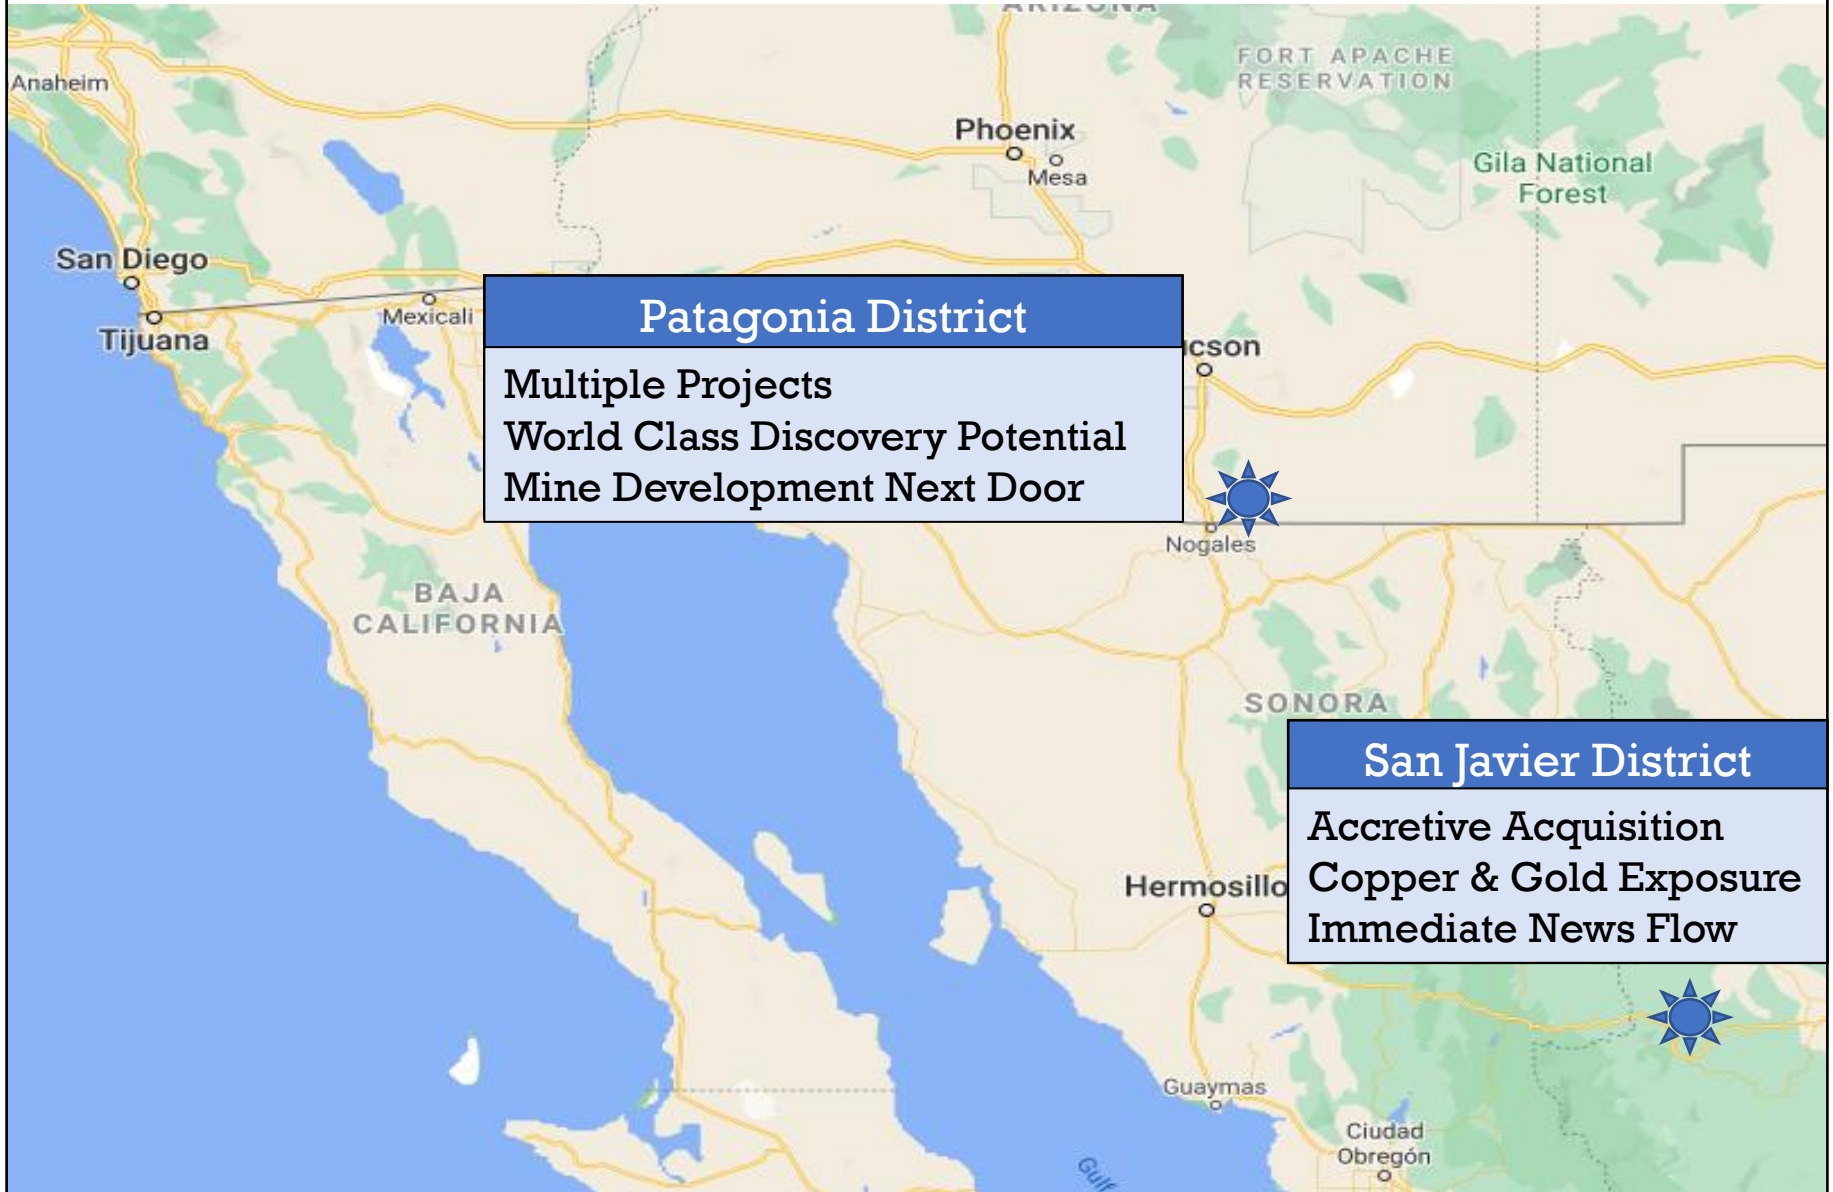 ARIZONA
FORT APACHE
RESERVATION
Anaheim
Phoenix
Mesa
Gila National
Forest
San Diego
Tijuana
Mexicali
Patagonia District
Multiple Projects
World Class Discovery Potential
Mine Development Next Door
ucson
Nogales
BAJA
CALIFORNIA
SONORA
San Javier District
Accretive Acquisition
Copper & Gold Exposure
Immediate News Flow
Hermosillo
Guaymas
Ciudad
Obregón
Gulf